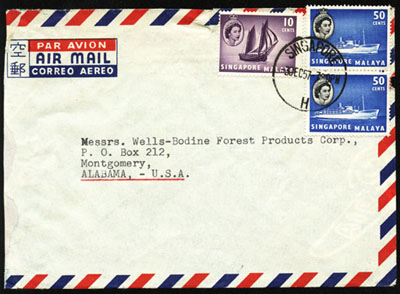 空郵
PAR AVION
AIR MAIL
CORREO AEREO
10
CENTS
SINGAPORE MALAYA
50
CENTS
SINGAPORE MALAYA
50
CENTS
SINGAPORE MALAYA
SINGAPORE
H
Messrs. Wells-Bodine Forest Products Corp.,
P. O. Box 212,
Montgomery,
ALABAMA, - U.S.A.